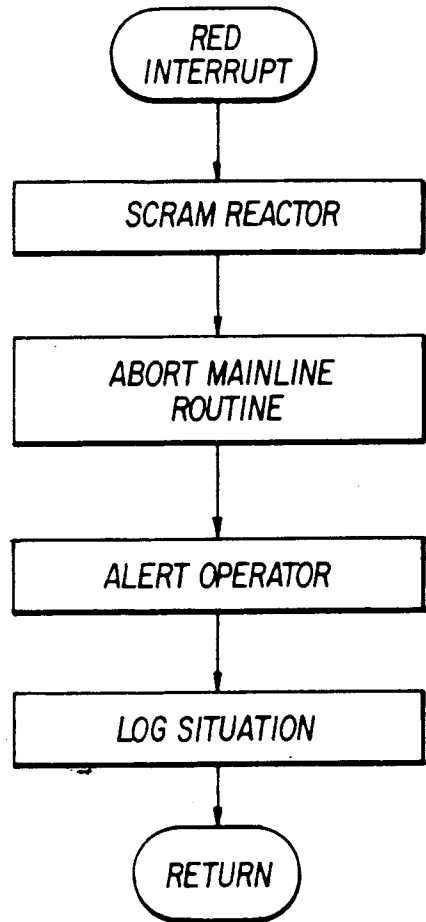 RED
INTERRUPT
SCRAM REACTOR
ABORT MAINLINE
ROUTINE
ALERT OPERATOR
LOG SITUATION
RETURN